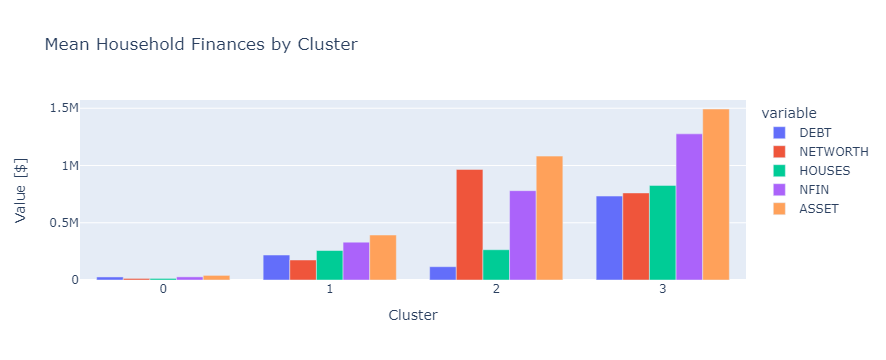 Mean Household Finances by Cluster
1.5M
1M
0.5M
0
Value [$]
0
1
2
3
Cluster
variable
DEBT
NETWORTH
HOUSES
NFIN
ASSET